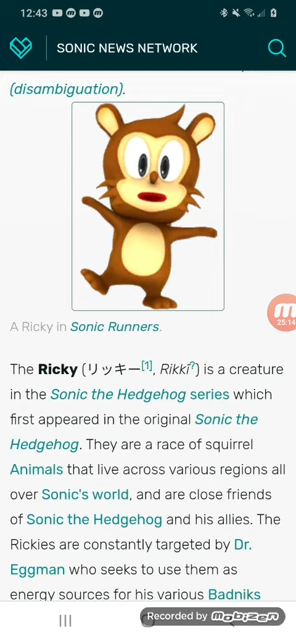 12:43
SONIC NEWS NETWORK
(disambiguation).
25:14
A Ricky in Sonic Runners.
The Ricky (リッキー[1], Rikki?) is a creature
in the Sonic the Hedgehog series which
first appeared in the original Sonic the
Hedgehog. They are a race of squirrel
Animals that live across various regions all
over Sonic's world, and are close friends
of Sonic the Hedgehog and his allies. The
Rickies are constantly targeted by Dr.
Eggman who seeks to use them as
energy sources for his various Badniks
Recorded by mobizen